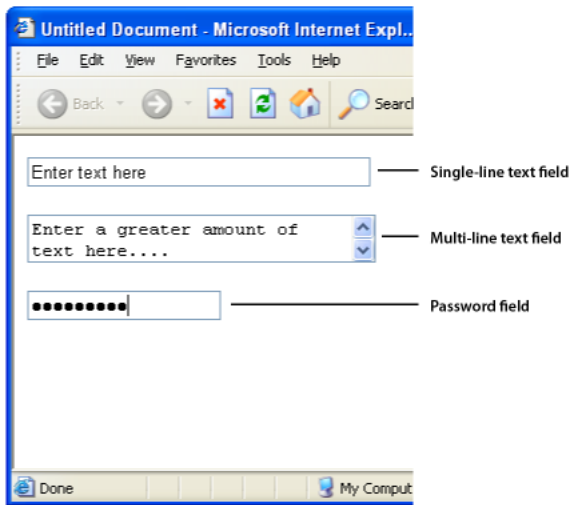 Untitled Document - Microsoft Internet Expl..
File Edit View Favorites Tools Help
Back Search
Enter text here
Single-line text field
Enter a greater amount of
text here....
Multi-line text field
●●●●●●●●●
Password field
Done My Comput